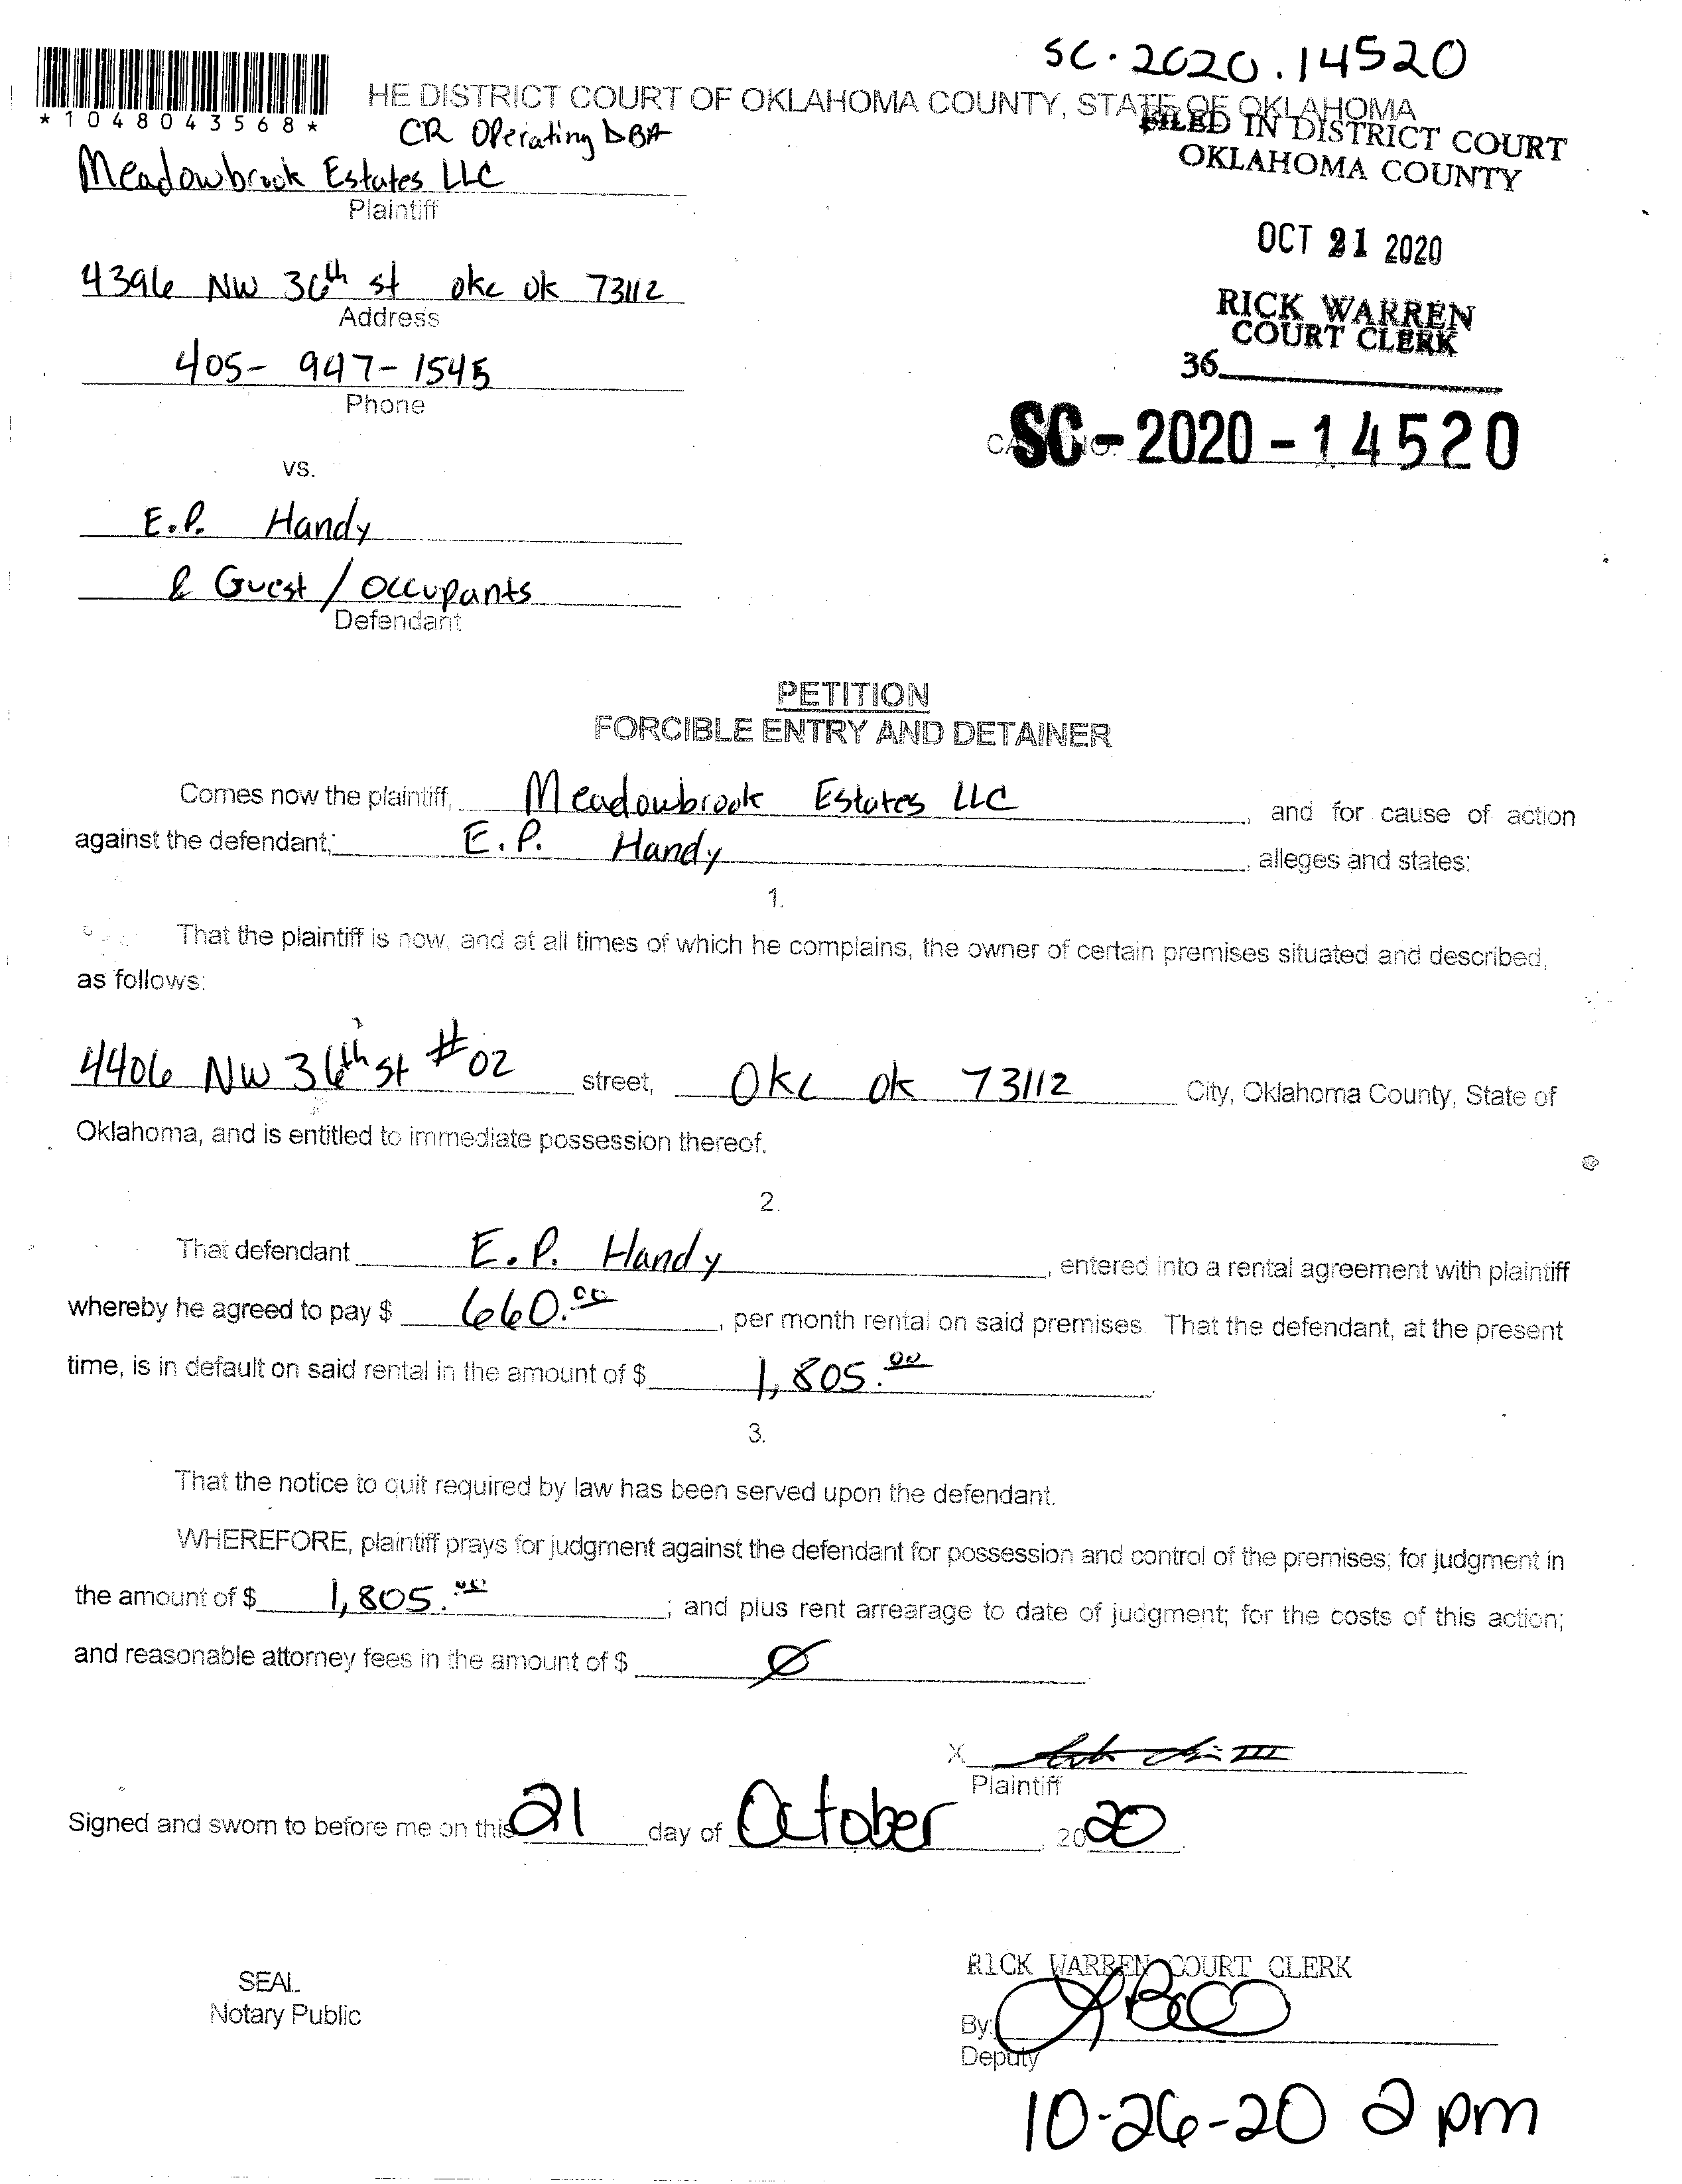 SC.2020.14520
*1048043568*
HE DISTRICT COURT OF OKLAHOMA COUNTY, STATE OF OKLAHOMA
FILED IN DISTRICT COURT
OKLAHOMA COUNTY
CR Operating DBA
Meadowbrook Estates LLC
Plaintiff
OCT 21 2020
4396 NW 36th st okc ok 73112
Address
RICK WARREN
COURT CLERK
405-947-1545
36
Phone
SC-2020-14520
vs.
E.P. Handy
& Guest / Occupants
Defendant
PETITION
FORCIBLE ENTRY AND DETAINER
Comes now the plaintiff, Meadowbrook Estates LLC, and for cause of action
against the defendant; E.P. Handy, alleges and states:
1.
That the plaintiff is now, and at all times of which he complains, the owner of certain premises situated and described,
as follows:
4406 NW 36th st #02 street, Okc ok 73112 City, Oklahoma County, State of
Oklahoma, and is entitled to immediate possession thereof.
2.
That defendant E.P. Handy, entered into a rental agreement with plaintiff
whereby he agreed to pay $ 660.00, per month rental on said premises. That the defendant, at the present
time, is in default on said rental in the amount of $ 1,805.00.
3.
That the notice to quit required by law has been served upon the defendant.
WHEREFORE, plaintiff prays for judgment against the defendant for possession and control of the premises; for judgment in
the amount of $ 1,805.00; and plus rent arrearage to date of judgment; for the costs of this action;
and reasonable attorney fees in the amount of $ Ø
X
Plaintiff
Signed and sworn to before me on this 21 day of October, 2020.
RICK WARREN COURT CLERK
SEAL
Notary Public
By:
Deputy
10-26-20 2 pm